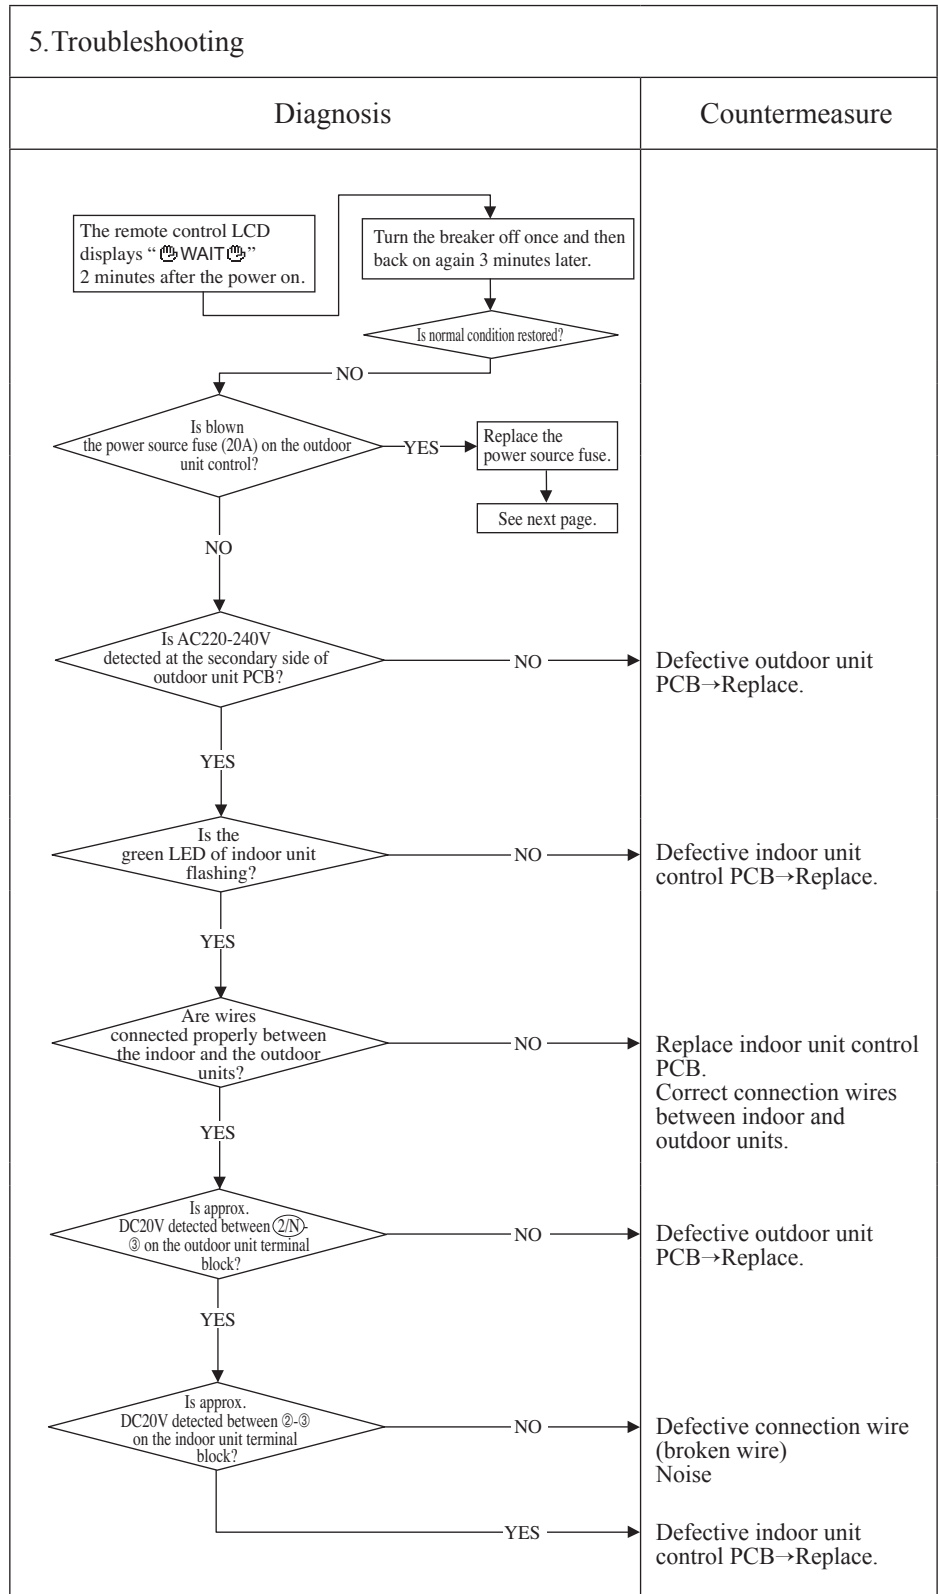 5.Troubleshooting
Diagnosis
Countermeasure
The remote control LCD
displays “ WAIT ”
2 minutes after the power on.
Turn the breaker off once and then
back on again 3 minutes later.
Is normal condition restored?
NO
Is blown
the power source fuse (20A) on the outdoor
unit control?
YES
Replace the
power source fuse.
See next page.
NO
Is AC220-240V
detected at the secondary side of
outdoor unit PCB?
NO
Defective outdoor unit
PCB→Replace.
YES
Is the
green LED of indoor unit
flashing?
NO
Defective indoor unit
control PCB→Replace.
YES
Are wires
connected properly between
the indoor and the outdoor
units?
NO
Replace indoor unit control
PCB.
Correct connection wires
between indoor and
outdoor units.
YES
Is approx.
DC20V detected between 2/N-
③ on the outdoor unit terminal
block?
NO
Defective outdoor unit
PCB→Replace.
YES
Is approx.
DC20V detected between ②-③
on the indoor unit terminal
block?
NO
Defective connection wire
(broken wire)
Noise
YES
Defective indoor unit
control PCB→Replace.